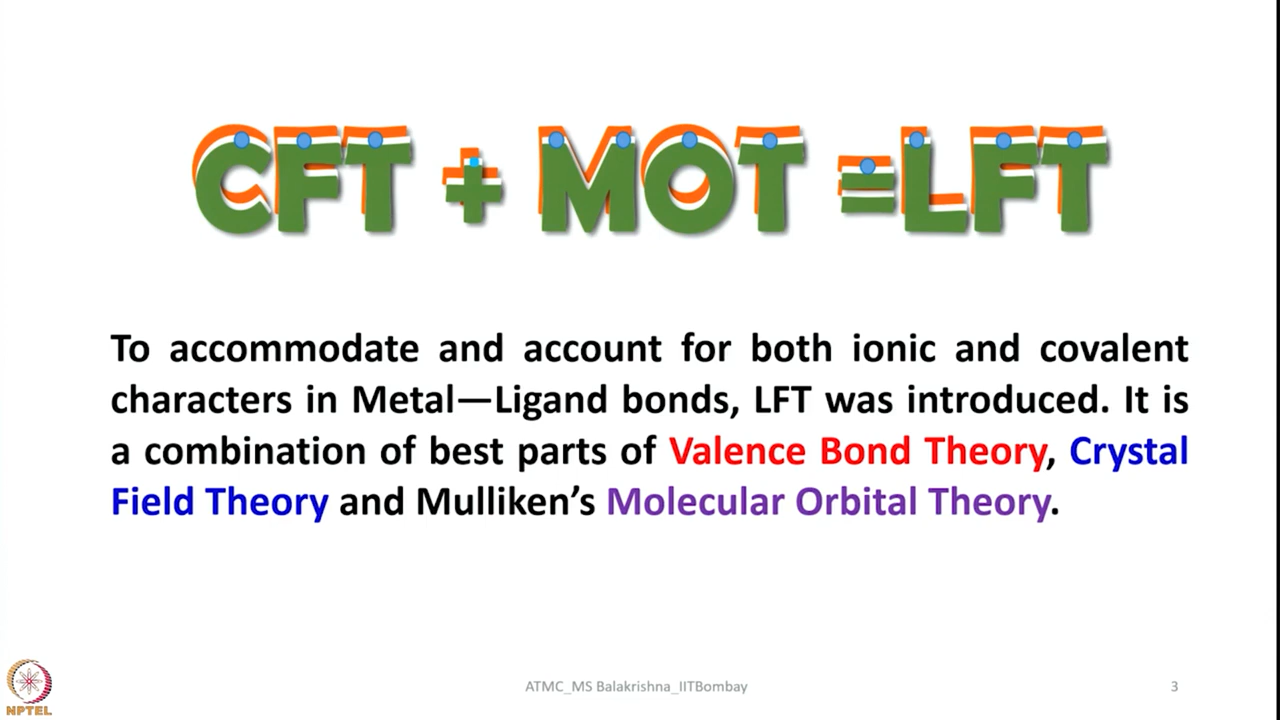 CFT + MOT =LFT
To accommodate and account for both ionic and covalent
characters in Metal—Ligand bonds, LFT was introduced. It is
a combination of best parts of Valence Bond Theory, Crystal
Field Theory and Mulliken’s Molecular Orbital Theory.
NPTEL
ATMC_MS Balakrishna_IITBombay
3